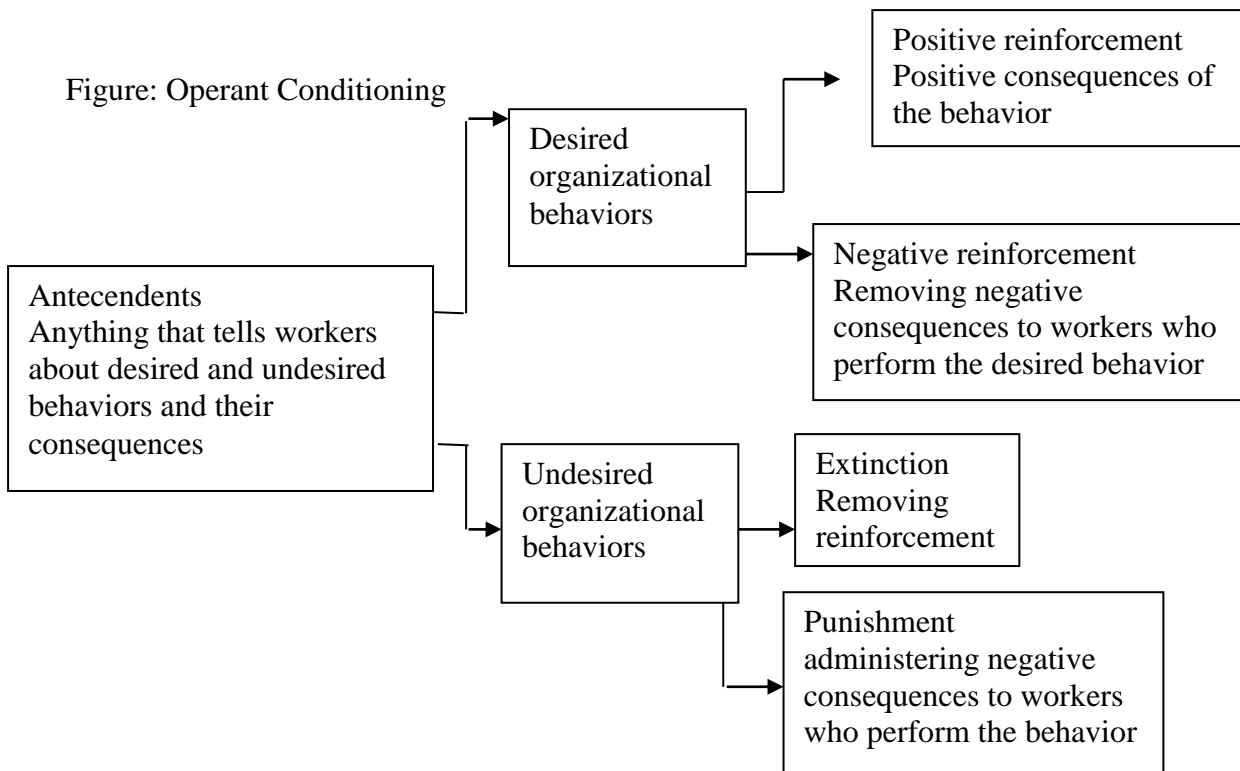 Figure: Operant Conditioning
Antecendents
Anything that tells workers
about desired and undesired
behaviors and their
consequences
Desired
organizational
behaviors
Positive reinforcement
Positive consequences of
the behavior
Negative reinforcement
Removing negative
consequences to workers who
perform the desired behavior
Undesired
organizational
behaviors
Extinction
Removing
reinforcement
Punishment
administering negative
consequences to workers
who perform the behavior